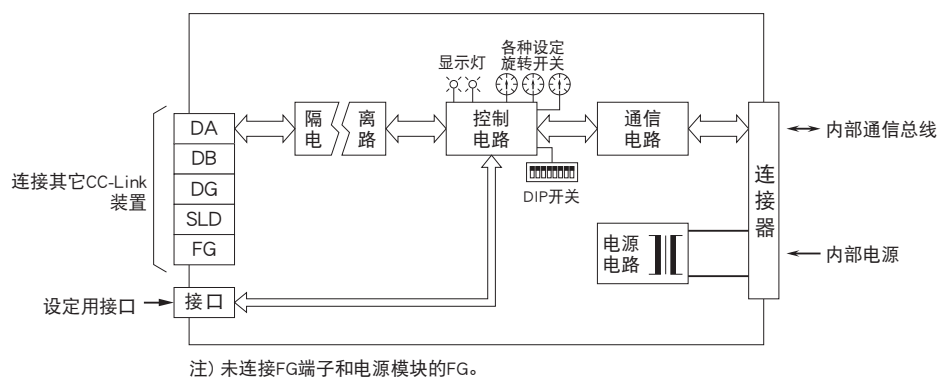 显示灯
各种设定
旋转开关
DA
DB
DG
SLD
FG
连接其它CC-Link
装置
隔 离
电 路
控制
电路
通信
电路
连接器
内部通信总线
DIP开关
电源
电路
内部电源
设定用接口
接口
注）未连接FG端子和电源模块的FG。